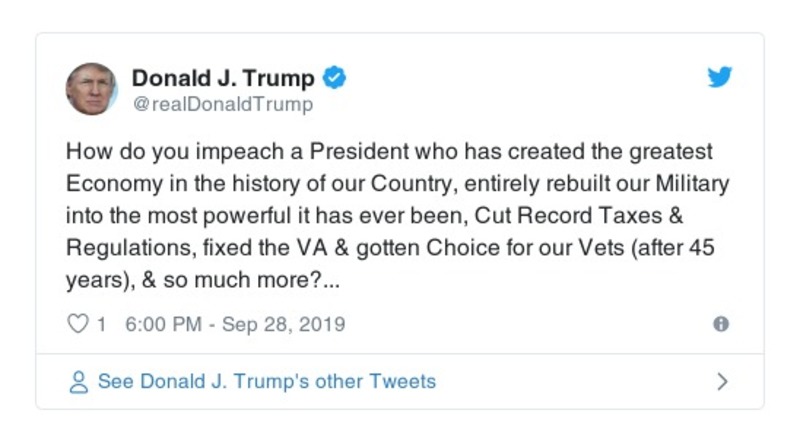 Donald J. Trump
@realDonaldTrump
How do you impeach a President who has created the greatest
Economy in the history of our Country, entirely rebuilt our Military
into the most powerful it has ever been, Cut Record Taxes &
Regulations, fixed the VA & gotten Choice for our Vets (after 45
years), & so much more?...
1 6:00 PM - Sep 28, 2019
See Donald J. Trump's other Tweets